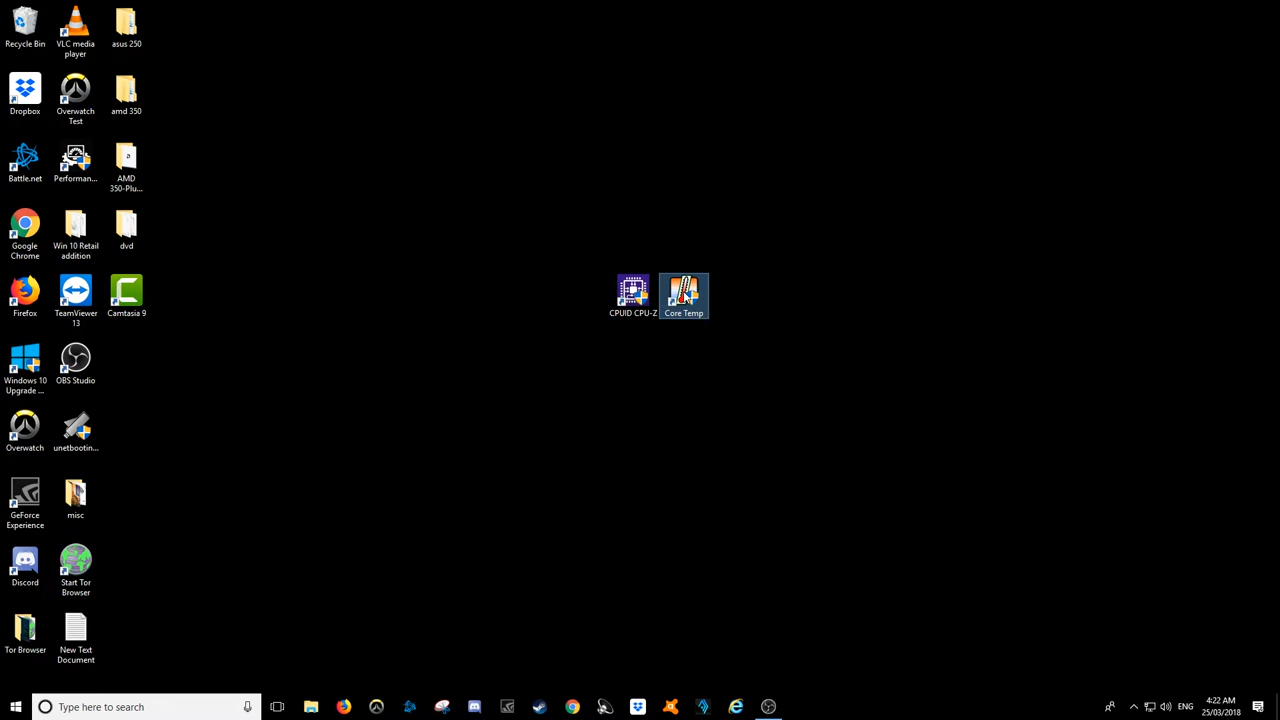 Recycle Bin
VLC media
player
asus 250
Dropbox
Overwatch
Test
amd 350
Battle.net
Performan...
AMD
350-Plu...
Google
Chrome
Win 10 Retail
addition
dvd
Firefox
TeamViewer
13
Camtasia 9
CPUID CPU-Z
Core Temp
Windows 10
Upgrade ...
OBS Studio
Overwatch
unetbootin...
GeForce
Experience
misc
Discord
Start Tor
Browser
Tor Browser
New Text
Document
Type here to search
ENG
4:22 AM
25/03/2018